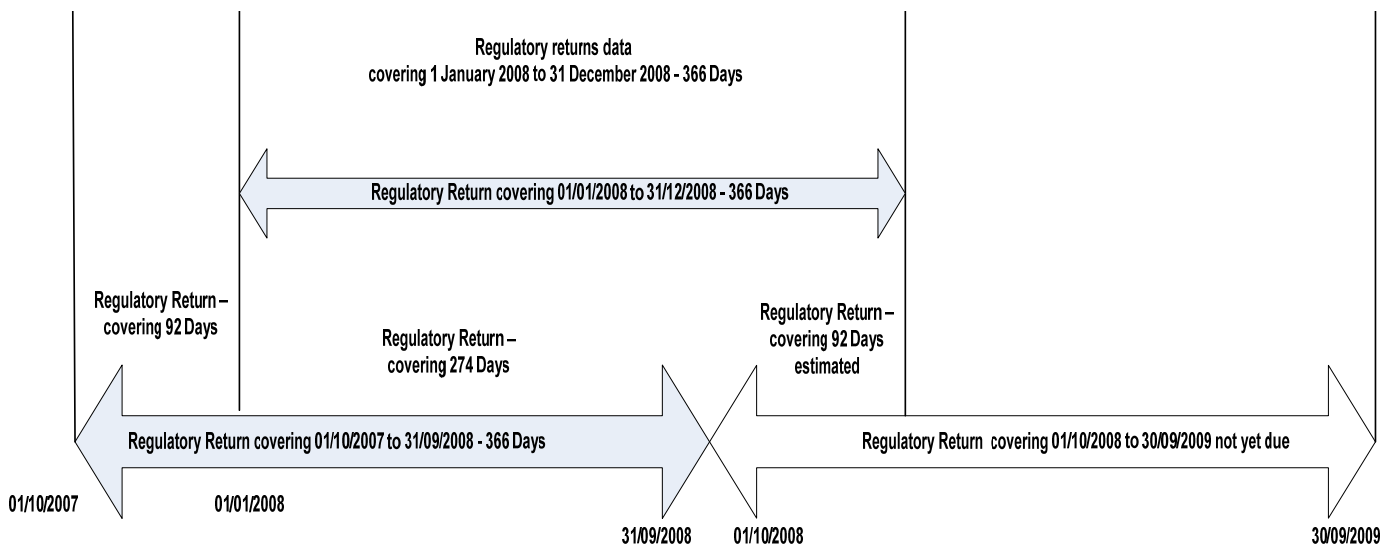 Regulatory returns data
covering 1 January 2008 to 31 December 2008 - 366 Days
Regulatory Return covering 01/01/2008 to 31/12/2008 - 366 Days
Regulatory Return –
covering 92 Days
Regulatory Return –
covering 274 Days
Regulatory Return –
covering 92 Days
estimated
Regulatory Return covering 01/10/2007 to 31/09/2008 - 366 Days
Regulatory Return covering 01/10/2008 to 30/09/2009 not yet due
01/10/2007
01/01/2008
31/09/2008
01/10/2008
30/09/2009